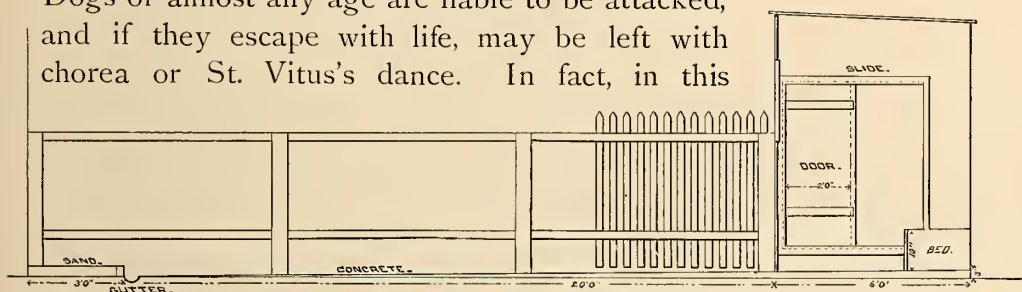 Dogs of almost any age are liable to be attacked,
and if they escape with life, may be left with
chorea or St. Vitus's dance. In fact, in this
SLIDE.
DOOR.
2'0"
BED.
SAND.
CONCRETE.
3'0"
GUTTER.
20'0"
6'0"